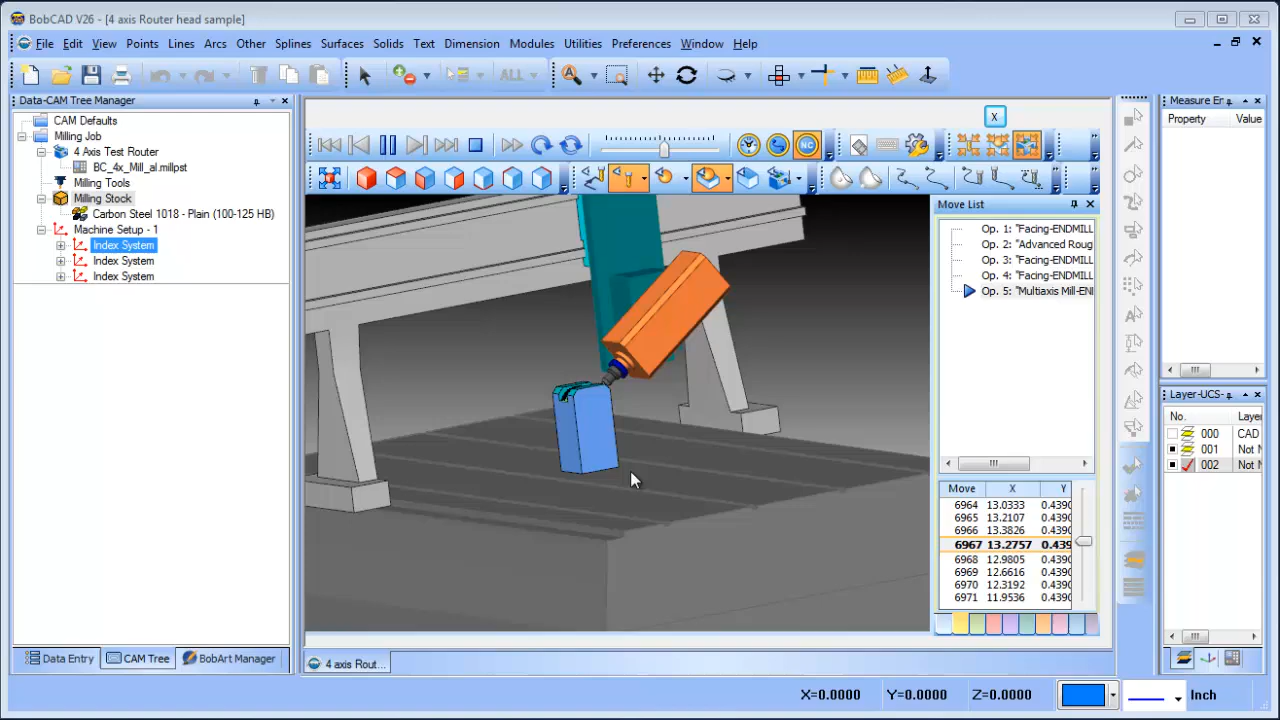 BobCAD V26 - [4 axis Router head sample]
File Edit View Points Lines Arcs Other Splines Surfaces Solids Text Dimension Modules Utilities Preferences Window Help
ALL
Data-CAM Tree Manager
CAM Defaults
Milling Job
4 Axis Test Router
BC_4x_Mill_al.millpst
Milling Tools
Milling Stock
Carbon Steel 1018 - Plain (100-125 HB)
Machine Setup - 1
Index System
Index System
Index System
Data Entry CAM Tree BobArt Manager
X
NC
Move List
Op. 1: "Facing-ENDMILL
Op. 2: "Advanced Roug
Op. 3: "Facing-ENDMILL
Op. 4: "Facing-ENDMILL
Op. 5: "Multiaxis Mill-EN
Move X Y
6964 13.0333 0.4390
6965 13.2107 0.4390
6966 13.3826 0.4390
6967 13.2757 0.439
6968 12.9805 0.4390
6969 12.6616 0.4390
6970 12.3192 0.4390
6971 11.9536 0.4390
4 axis Rout...
Measure Er
Property Value
Layer-UCS-
No. Laye
000 CAD
001 Not
002 Not
X=0.0000 Y=0.0000 Z=0.0000 Inch